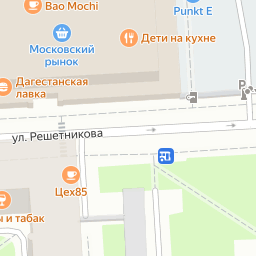 Bao Mochi
Punkt E
Московский
рынок
Дети на кухне
Дагестанская
лавка
ул. Решетникова
Цех85
ы и табак